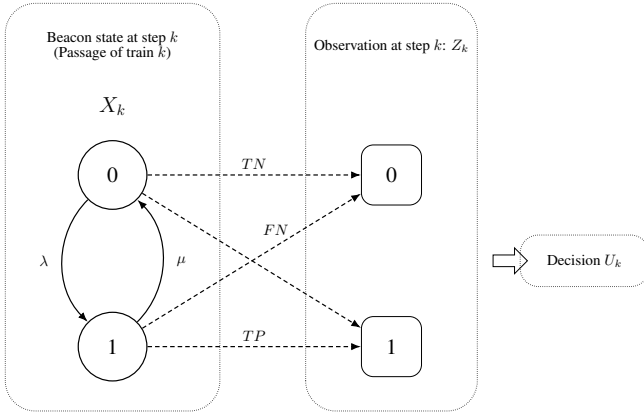 Beacon state at step k
(Passage of train k)
X_k
0
1
λ
μ
TN
FN
TP
Observation at step k: Z_k
0
1
Decision U_k